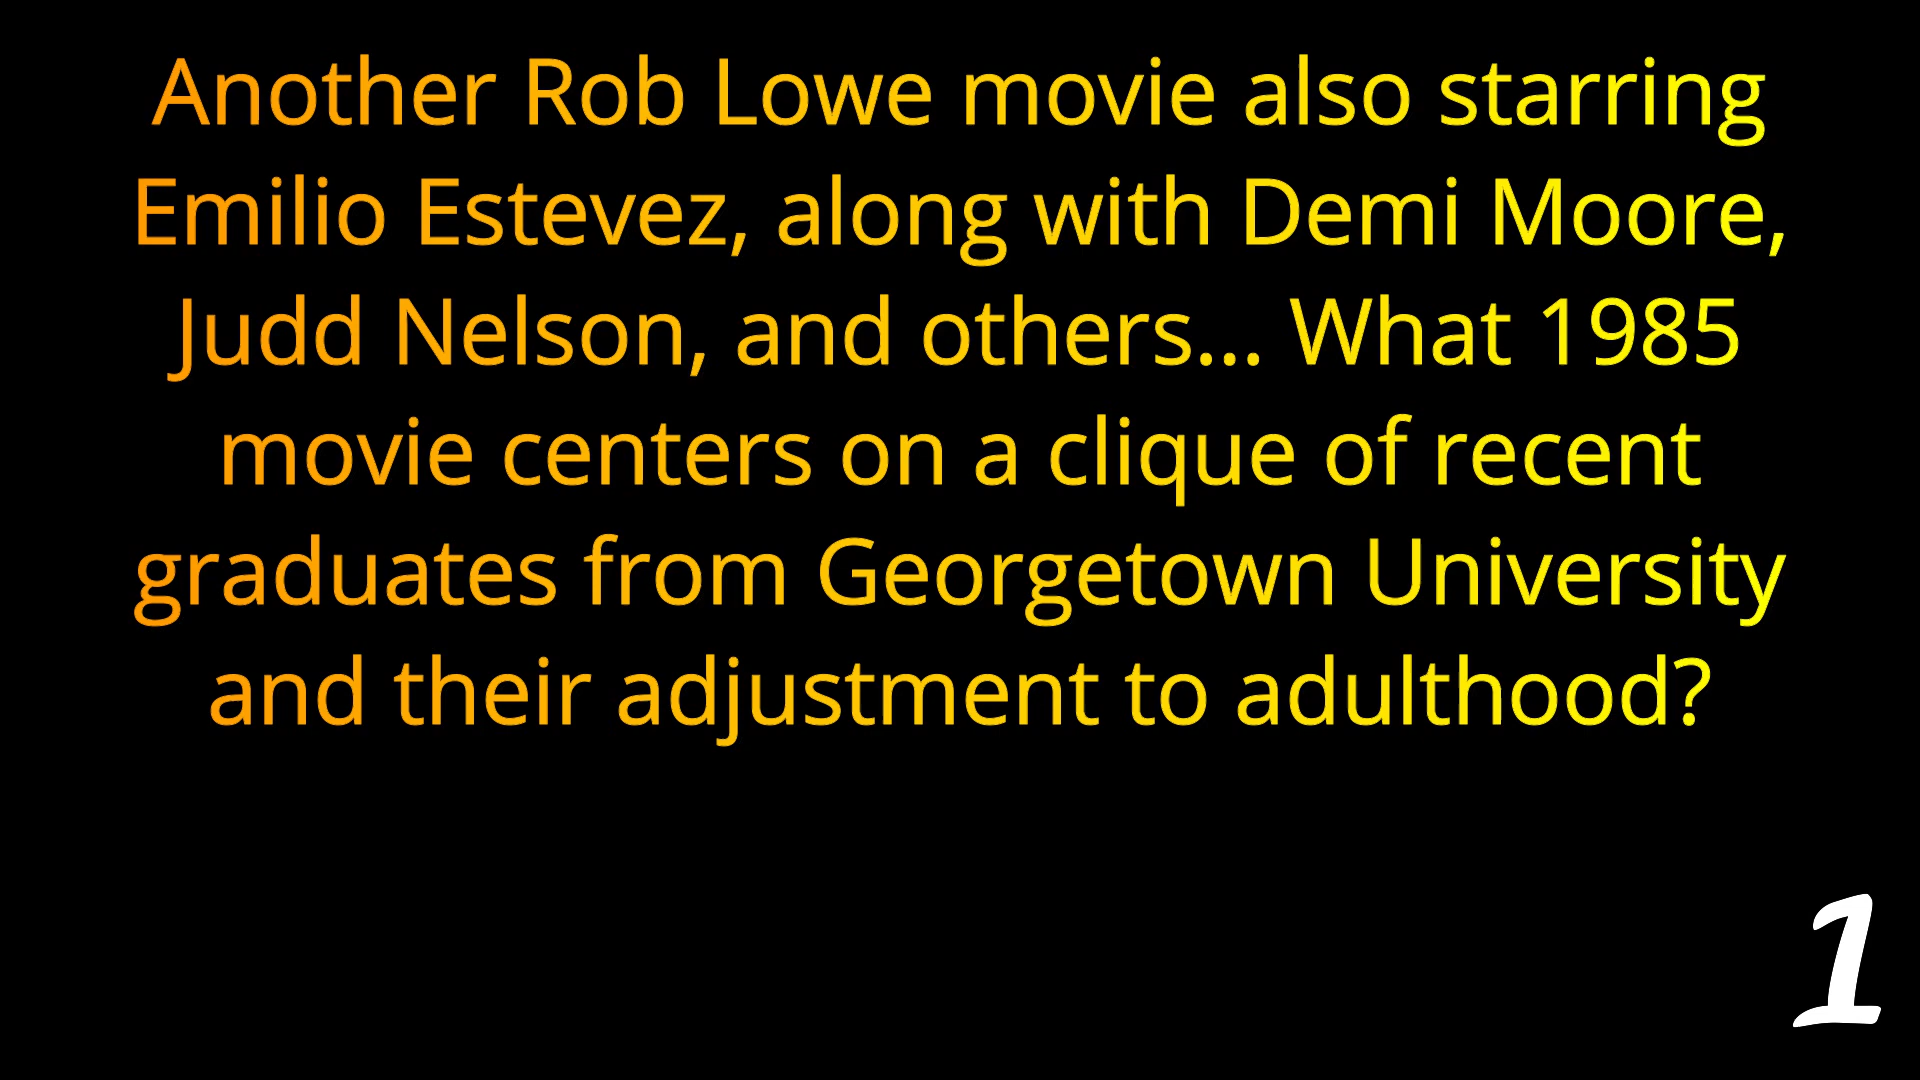 Another Rob Lowe movie also starring
Emilio Estevez, along with Demi Moore,
Judd Nelson, and others... What 1985
movie centers on a clique of recent
graduates from Georgetown University
and their adjustment to adulthood?
1